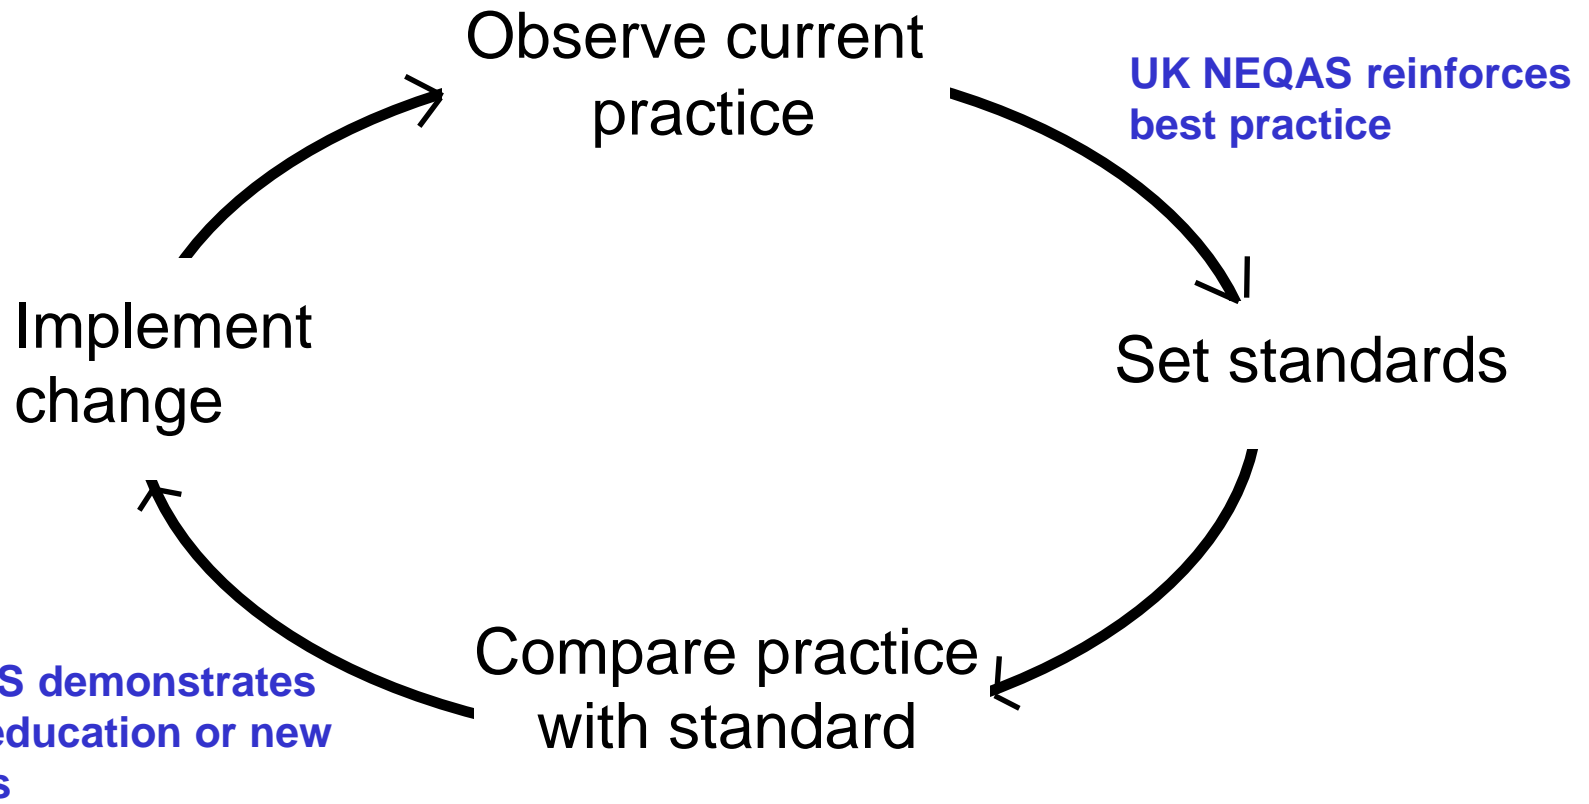 Observe current
practice
UK NEQAS reinforces
best practice
Implement
change
Set standards
Compare practice
with standard
S demonstrates
education or new
s